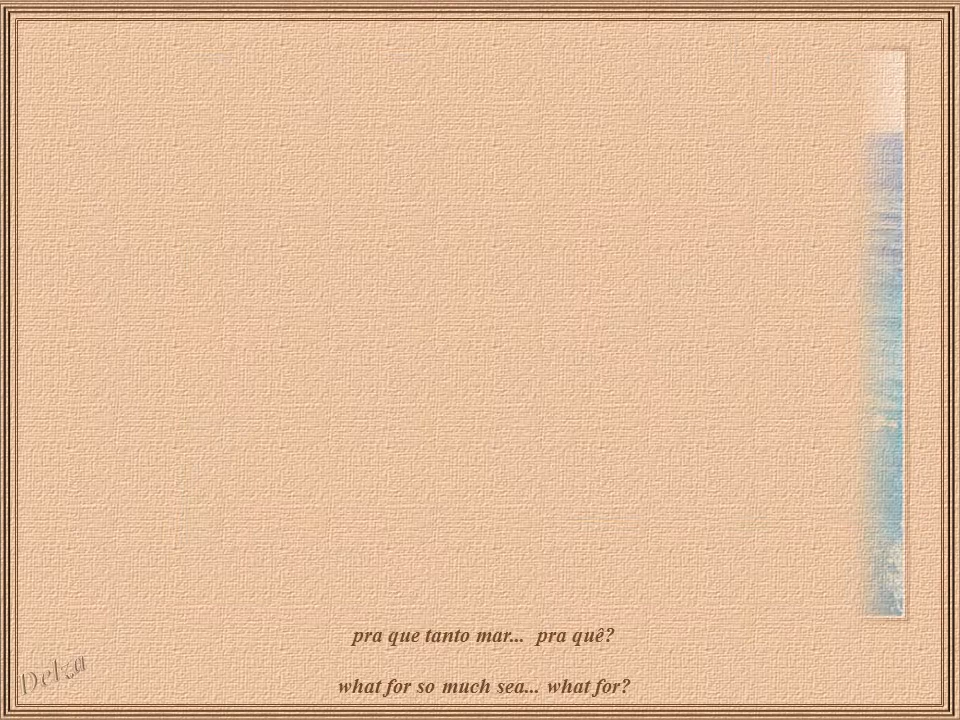 pra que tanto mar... pra quê?
what for so much sea... what for?
Delza